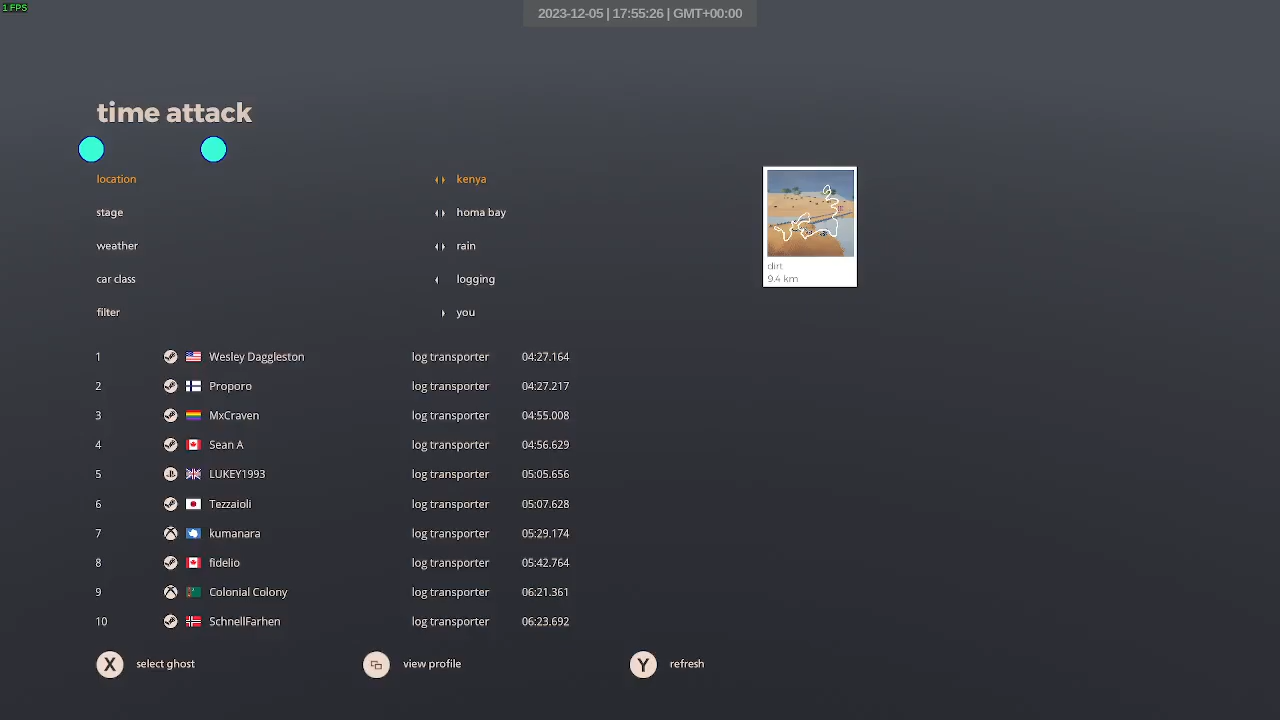 1 FPS
2023-12-05 | 17:55:26 | GMT+00:00
time attack
location kenya
stage homa bay
weather rain
car class logging
filter you
dirt
9.4 km
1 Wesley Daggleston log transporter 04:27.164
2 Proporo log transporter 04:27.217
3 MxCraven log transporter 04:55.008
4 Sean A log transporter 04:56.629
5 LUKEY1993 log transporter 05:05.656
6 Tezzaioli log transporter 05:07.628
7 kumanara log transporter 05:29.174
8 fidelio log transporter 05:42.764
9 Colonial Colony log transporter 06:21.361
10 SchnellFarhen log transporter 06:23.692
X select ghost view profile Y refresh